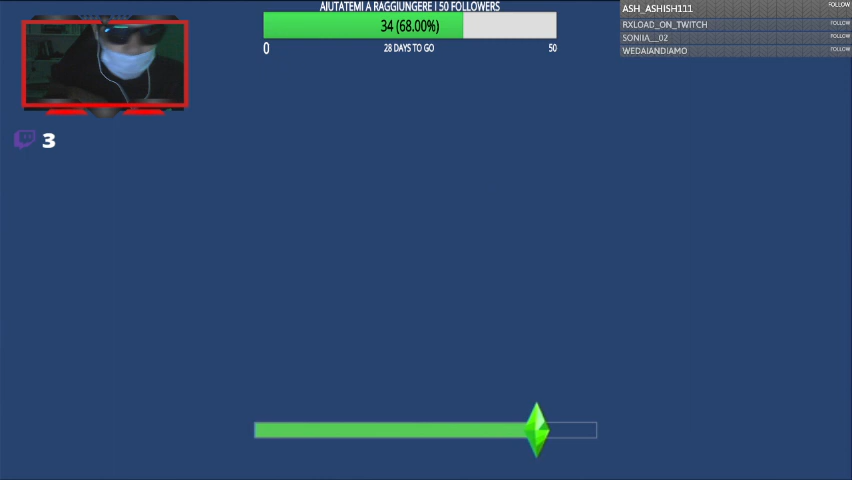 AIUTATEMI A RAGGIUNGERE I 50 FOLLOWERS
34 (68.00%)
0
28 DAYS TO GO
50
ASH_ASHISH111
FOLLOW
RXLOAD_ON_TWITCH
FOLLOW
SONIIA__02
FOLLOW
WEDAIANDIAMO
FOLLOW
3